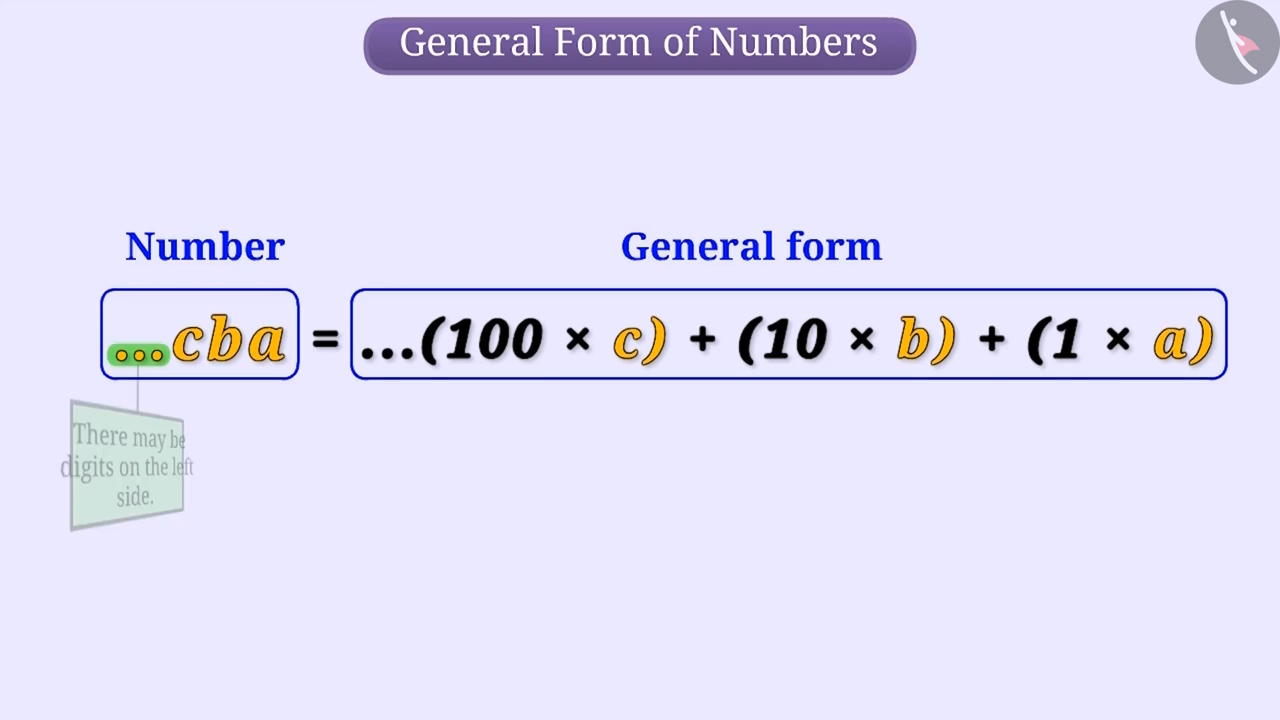 General Form of Numbers
Number
General form
...cba = ...(100 × c) + (10 × b) + (1 × a)
There may be
digits on the left
side.